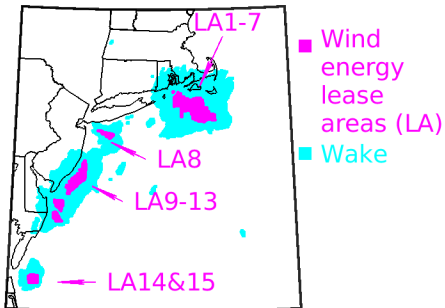 LA1-7
Wind
energy
lease
areas (LA)
Wake
LA8
LA9-13
LA14&15